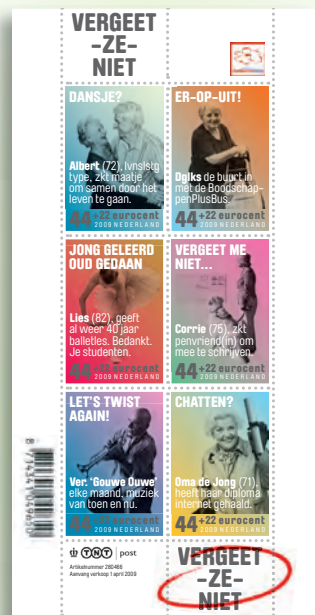 VERGEET
-ZE-
NIET
DANSJE?
Albert (72), lvnslstg
type, zkt maatje
om samen door het
leven te gaan.
44+22 eurocent
2009 NEDERLAND
ER-OP-UIT!
Dglks de buurt in
met de Boodschap-
penPlusBus.
44+22 eurocent
2009 NEDERLAND
JONG GELEERD
OUD GEDAAN
Lies (82), geeft
al weer 40 jaar
balletles. Bedankt.
Je studenten.
44+22 eurocent
2009 NEDERLAND
VERGEET ME
NIET...
Corrie (75), zkt
penvriend(in) om
mee te schrijven.
44+22 eurocent
2009 NEDERLAND
LET'S TWIST
AGAIN!
Ver. 'Gouwe Ouwe'
elke maand, muziek
van toen en nu.
44+22 eurocent
2009 NEDERLAND
CHATTEN?
Oma de Jong (71),
heeft haar diploma
internet gehaald.
44+22 eurocent
2009 NEDERLAND
TNT post
Artikelnummer 280466
Aanvang verkoop 1 april 2009
VERGEET
-ZE-
NIET